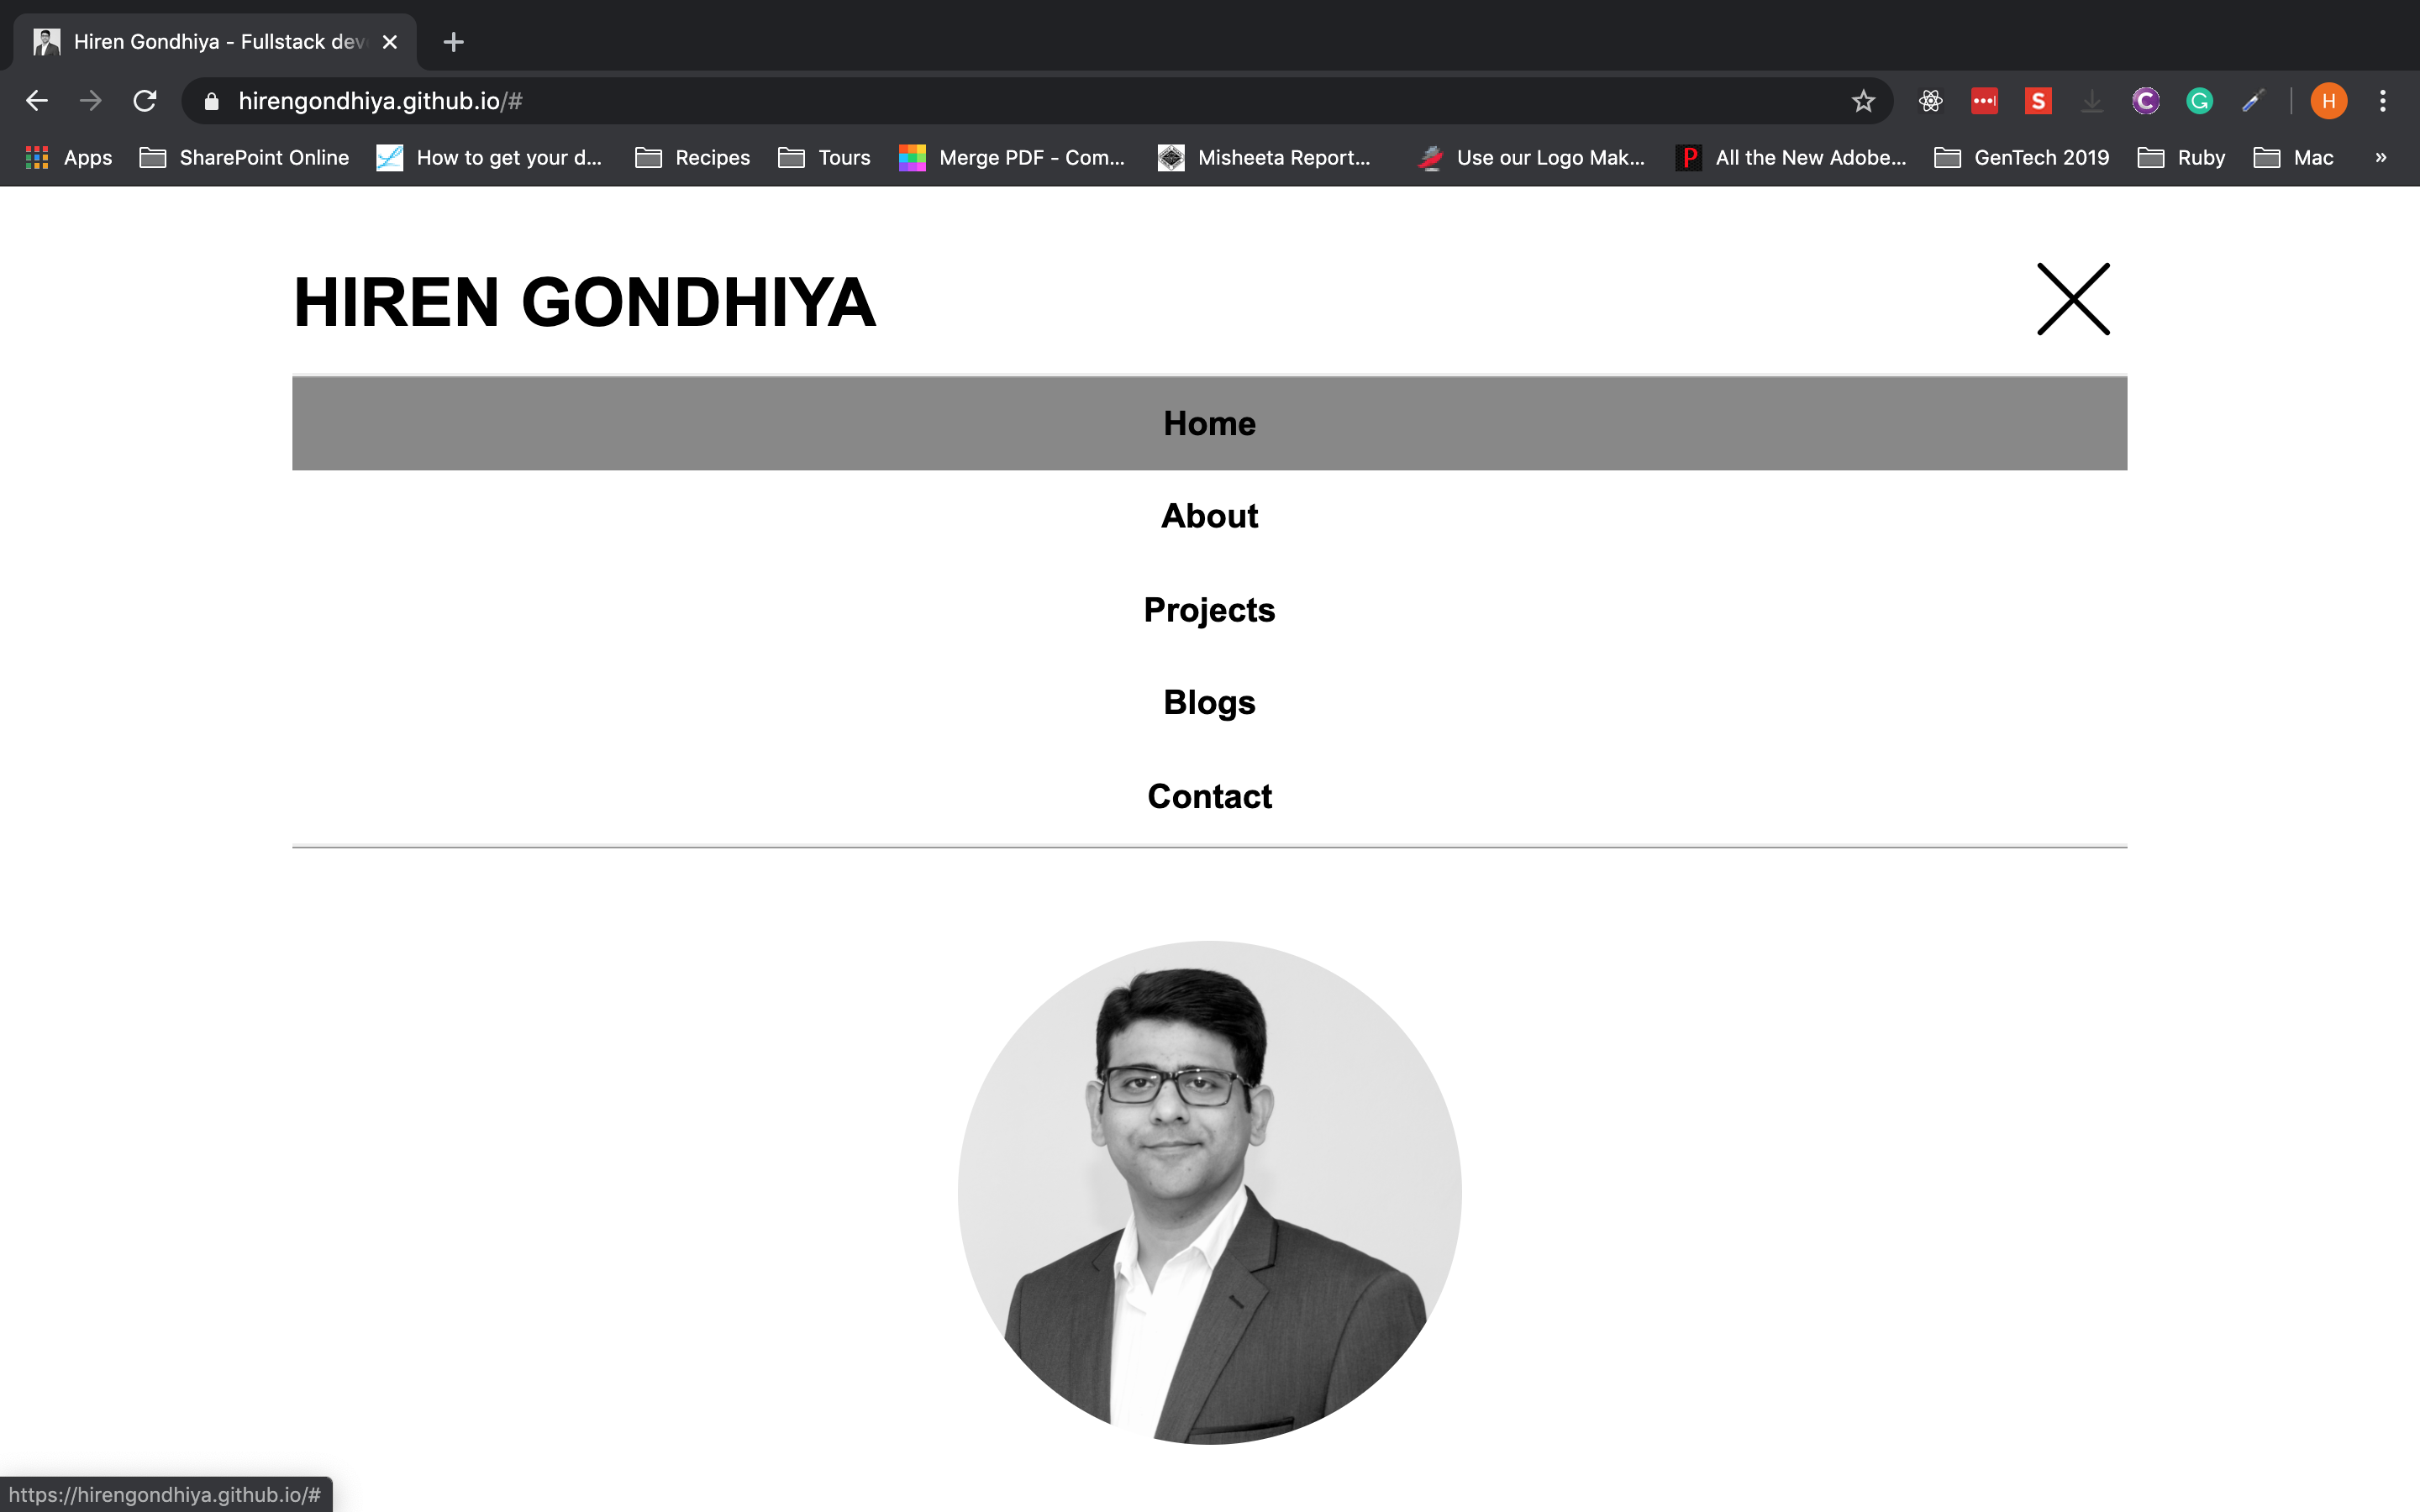 Hiren Gondhiya - Fullstack dev
hirengondhiya.github.io/#
S C G H
Apps SharePoint Online How to get your d... Recipes Tours Merge PDF - Com... Misheeta Report... Use our Logo Mak... P All the New Adobe... GenTech 2019 Ruby Mac »
HIREN GONDHIYA
Home
About
Projects
Blogs
Contact
https://hirengondhiya.github.io/#